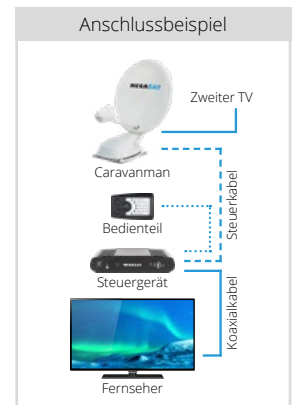 Anschlussbeispiel
MEGASAT
Zweiter TV
Caravanman
Steuerkabel
Bedienteil
Steuergerät
Koaxialkabel
Fernseher